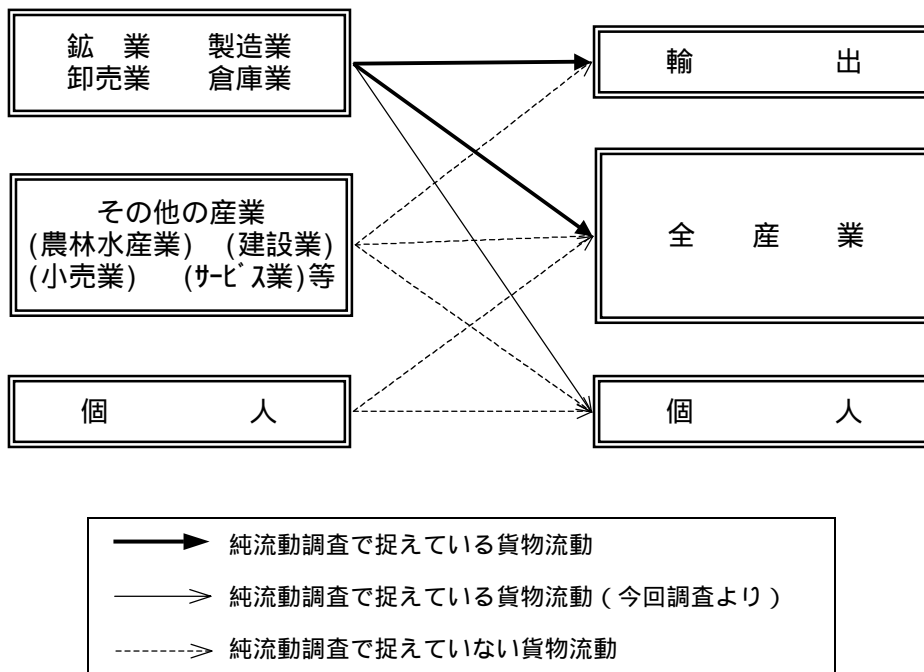 鉱　業　　製造業
卸売業　　倉庫業
輸　　　　　出
その他の産業
(農林水産業)　(建設業)
(小売業)　　(ｻｰﾋﾞｽ業)等
全　産　業
個　　　　　人
個　　　　　人
純流動調査で捉えている貨物流動
純流動調査で捉えている貨物流動 ( 今回調査より )
純流動調査で捉えていない貨物流動